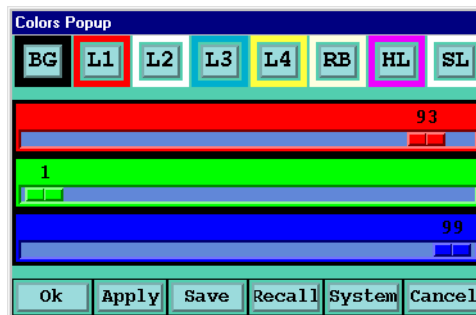 Colors Popup
BG L1 L2 L3 L4 RB HL SL
93
1
99
Ok Apply Save Recall System Cancel